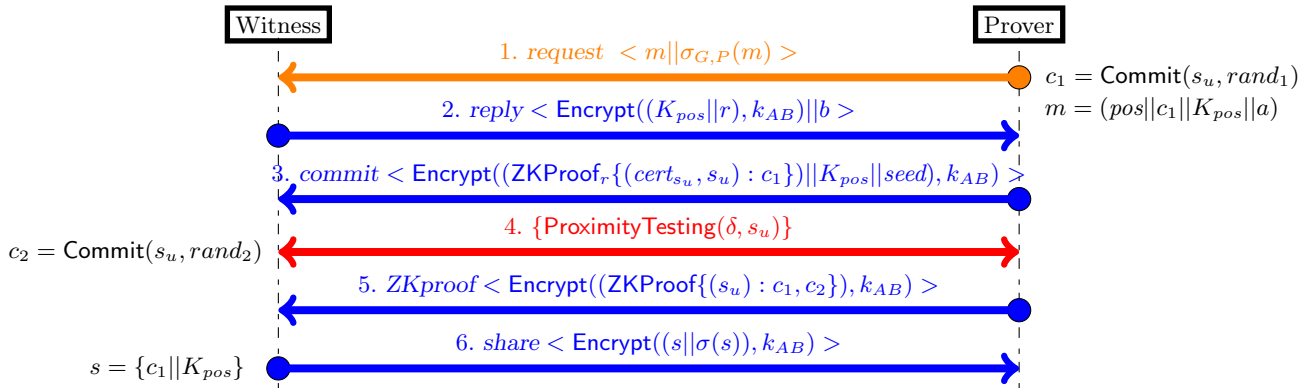 Witness
Prover
1. request < m||σ_{G,P}(m) >
c_1 = Commit(s_u, rand_1)
m = (pos||c_1||K_{pos}||a)
2. reply < Encrypt((K_{pos}||r), k_{AB})||b >
3. commit < Encrypt((ZKProof_r{(cert_{s_u}, s_u) : c_1})||K_{pos}||seed), k_{AB}) >
4. {ProximityTesting(δ, s_u)}
c_2 = Commit(s_u, rand_2)
5. ZKproof < Encrypt((ZKProof{(s_u) : c_1, c_2}), k_{AB}) >
6. share < Encrypt((s||σ(s)), k_{AB}) >
s = {c_1||K_{pos}}